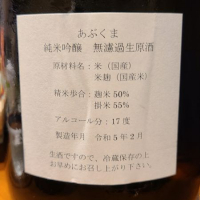 あぶくま
純米吟醸　無濾過生原酒
原材料名：米（国産）
米麹（国産米）
精米歩合：麹米 50%
掛米 55%
アルコール分：17 度
製造年月　令和 5 年 2 月
生酒ですので、冷蔵保存の上
お早めにお召し上がり下さい。